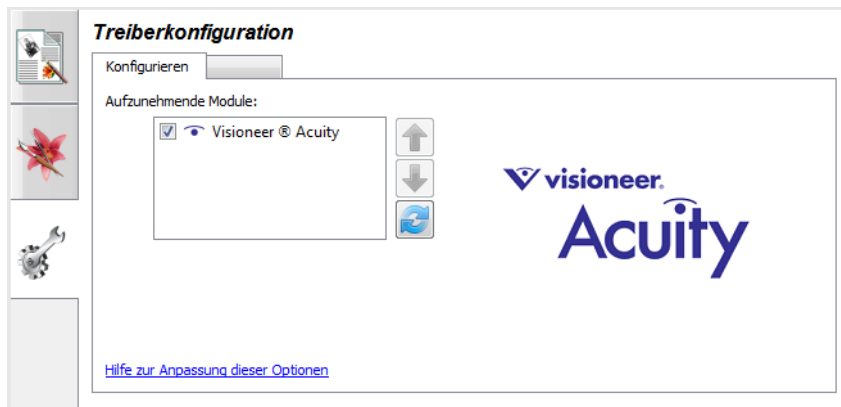 Treiberkonfiguration
Konfigurieren
Aufzunehmende Module:
Visioneer ® Acuity
visioneer.
Acuity
Hilfe zur Anpassung dieser Optionen